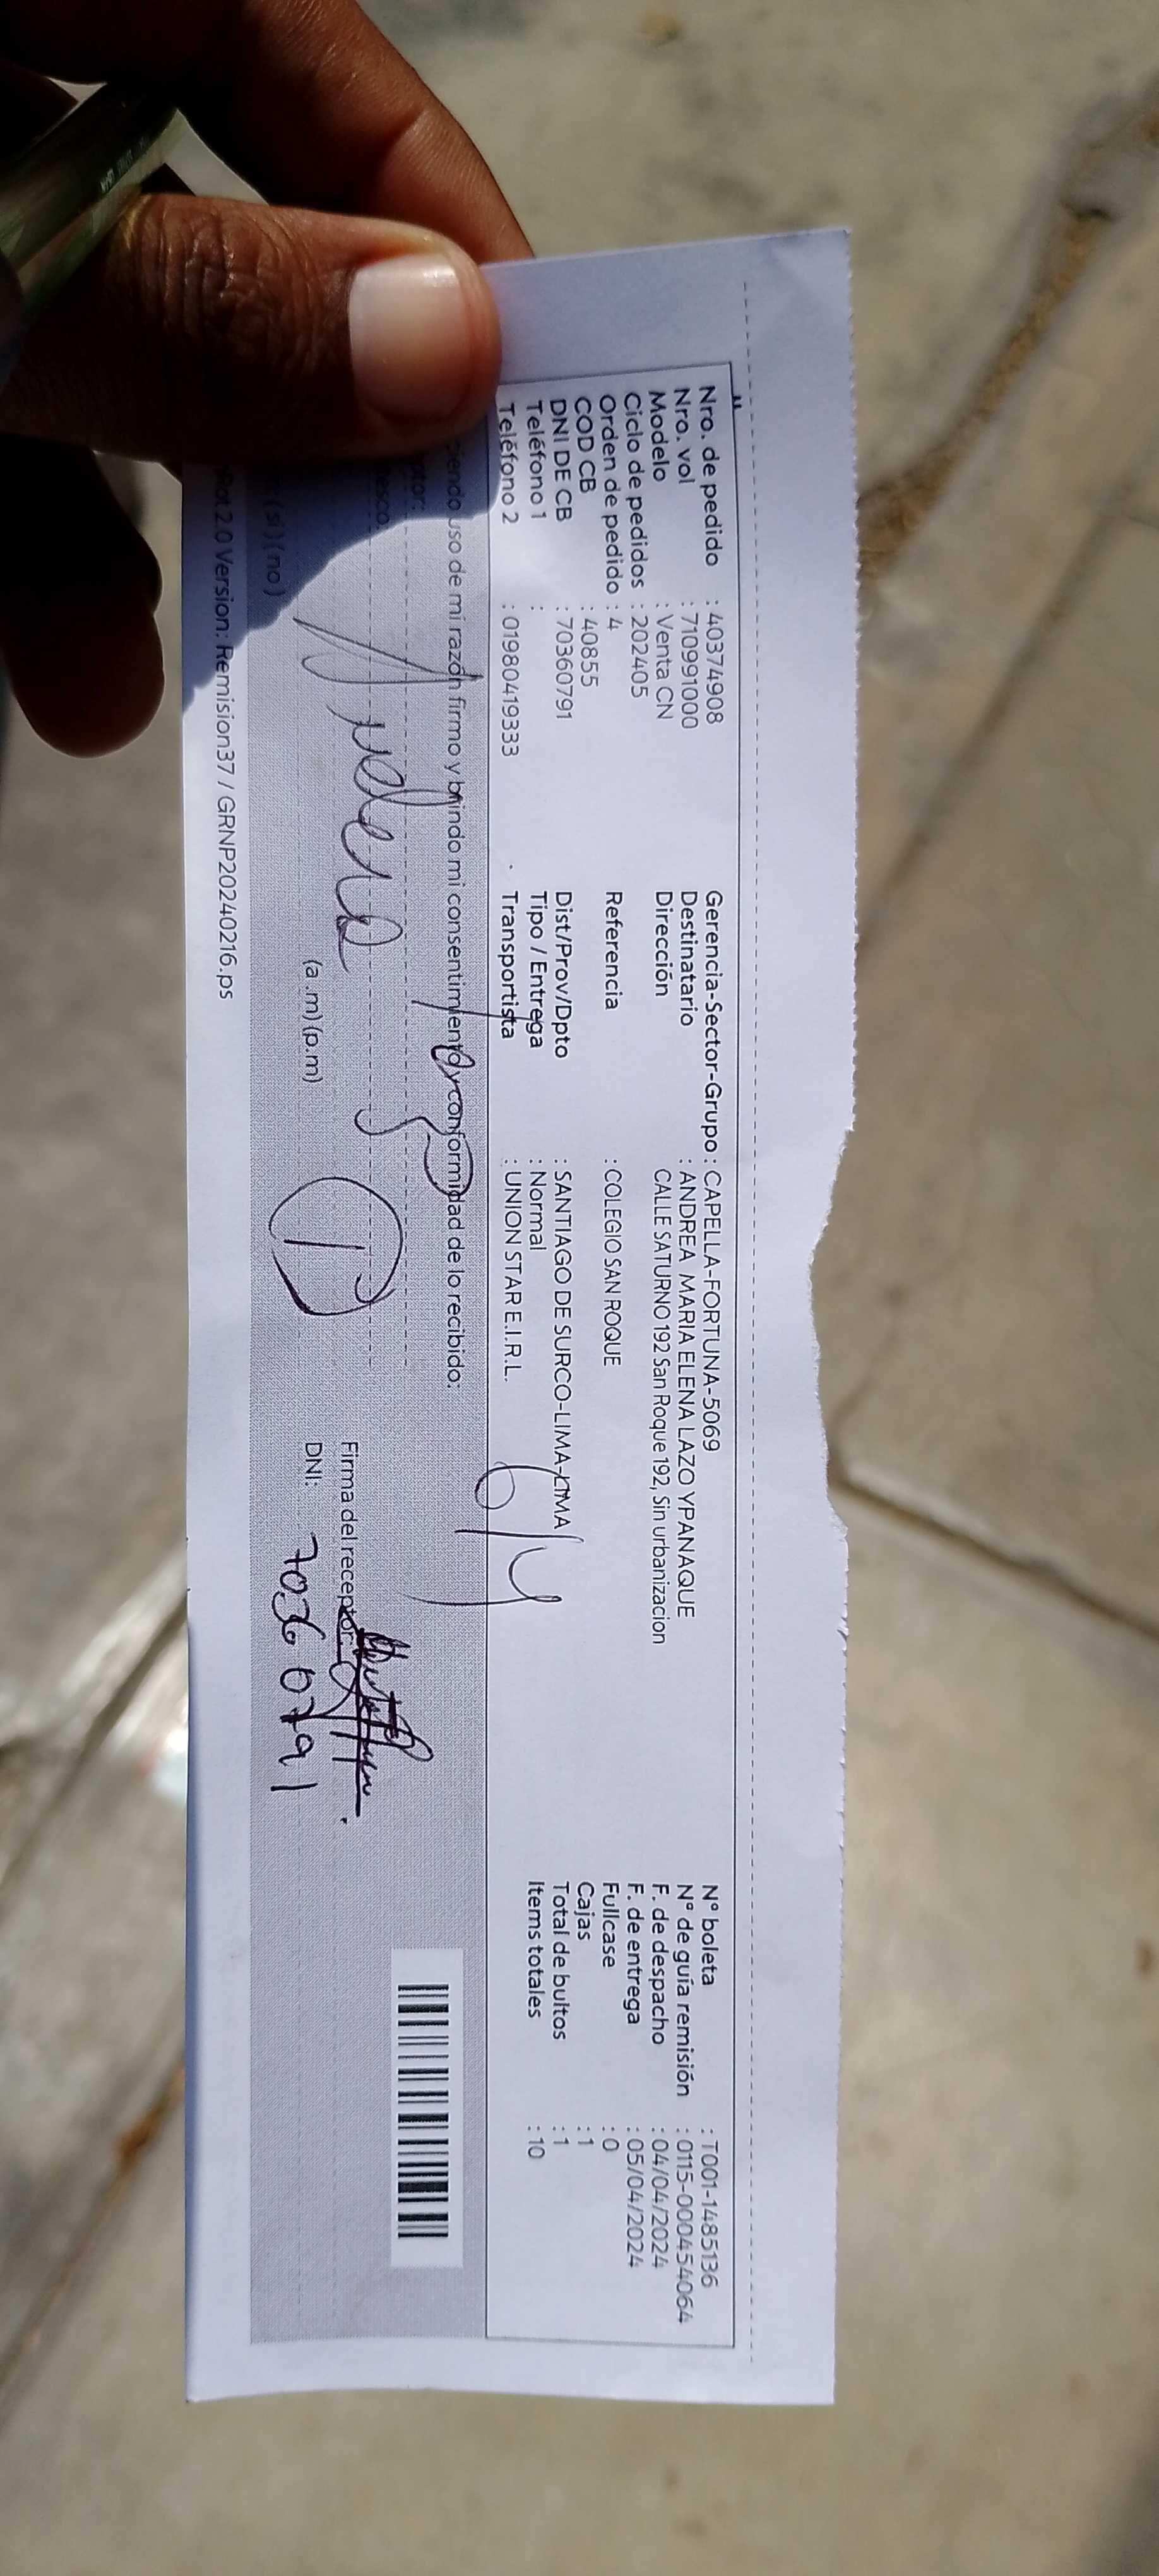 Nro. de pedido : 40374908
Nro. vol : 710991000
Modelo : Venta CN
Ciclo de pedidos : 202405
Orden de pedido : 4
COD CB : 40855
DNI DE CB : 70360791
Teléfono 1 :
Teléfono 2 : 01980419333
Gerencia-Sector-Grupo : CAPELLA-FORTUNA-5069
Destinatario : ANDREA MARIA ELENA LAZO YPANAQUE
Dirección CALLE SATURNO 192 San Roque 192, Sin urbanizacion
Referencia : COLEGIO SAN ROQUE
Dist/Prov/Dpto : SANTIAGO DE SURCO-LIMA-LIMA
Tipo / Entrega : Normal
Transportista : UNION STAR E.I.R.L.
N° boleta : T001-1485136
N° de guía remisión : 0115-000454064
F. de despacho : 04/04/2024
F. de entrega : 05/04/2024
Fullcase : 0
Cajas : 1
Total de bultos : 1
Items totales : 10
uso de mi razón firmo y brindo mi consentimiento y conformidad de lo recibido:
Firma del receptor:
(si) (no) (a.m) (p.m) DNI: 70360791
2.0 Version: Remision37 / GRNP20240216.ps